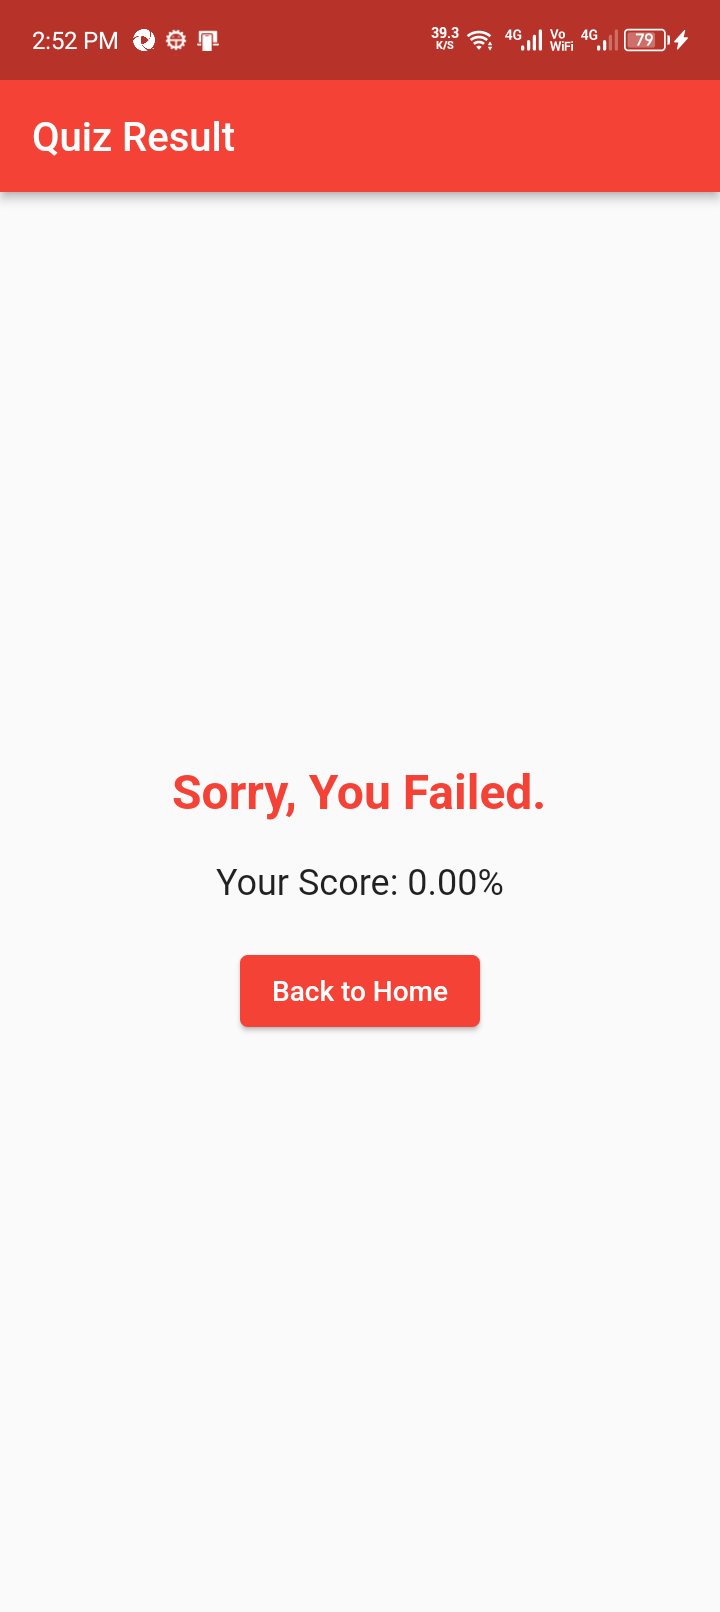 2:52 PM
39.3
K/S
4G
Vo
WiFi
4G
79
Quiz Result
Sorry, You Failed.
Your Score: 0.00%
Back to Home